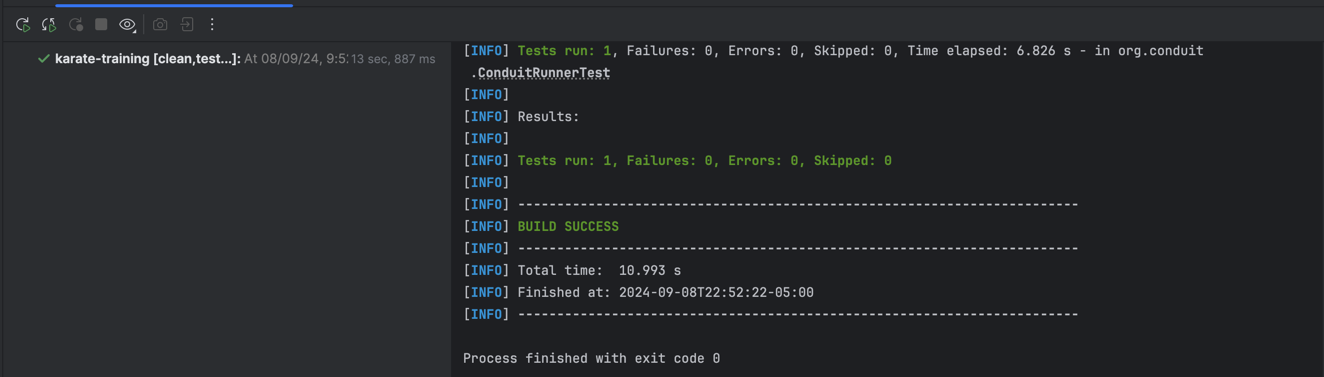 karate-training [clean,test...]: At 08/09/24, 9:5: 13 sec, 887 ms
[INFO] Tests run: 1, Failures: 0, Errors: 0, Skipped: 0, Time elapsed: 6.826 s - in org.conduit
.ConduitRunnerTest
[INFO]
[INFO] Results:
[INFO]
[INFO] Tests run: 1, Failures: 0, Errors: 0, Skipped: 0
[INFO]
[INFO] ------------------------------------------------------------------------
[INFO] BUILD SUCCESS
[INFO] ------------------------------------------------------------------------
[INFO] Total time:  10.993 s
[INFO] Finished at: 2024-09-08T22:52:22-05:00
[INFO] ------------------------------------------------------------------------
Process finished with exit code 0